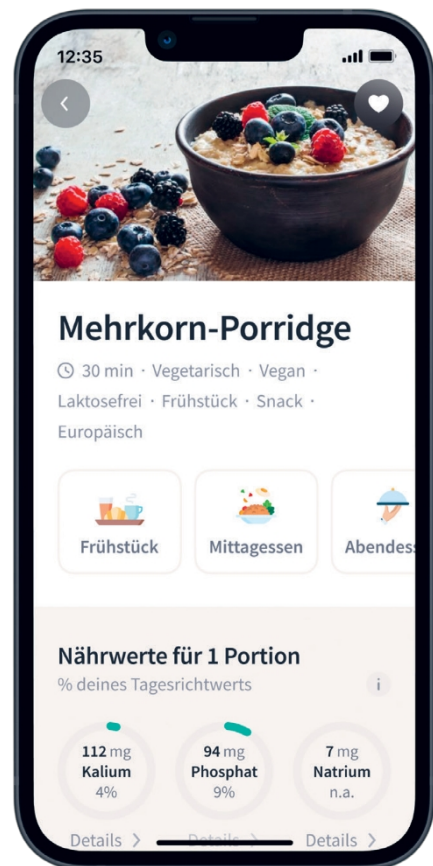 12:35
Mehrkorn-Porridge
30 min · Vegetarisch · Vegan ·
Laktosefrei · Frühstück · Snack ·
Europäisch
Frühstück
Mittagessen
Abendess
Nährwerte für 1 Portion
% deines Tagesrichtwerts
i
112 mg
Kalium
4%
94 mg
Phosphat
9%
7 mg
Natrium
n.a.
Details >
Details >
Details >